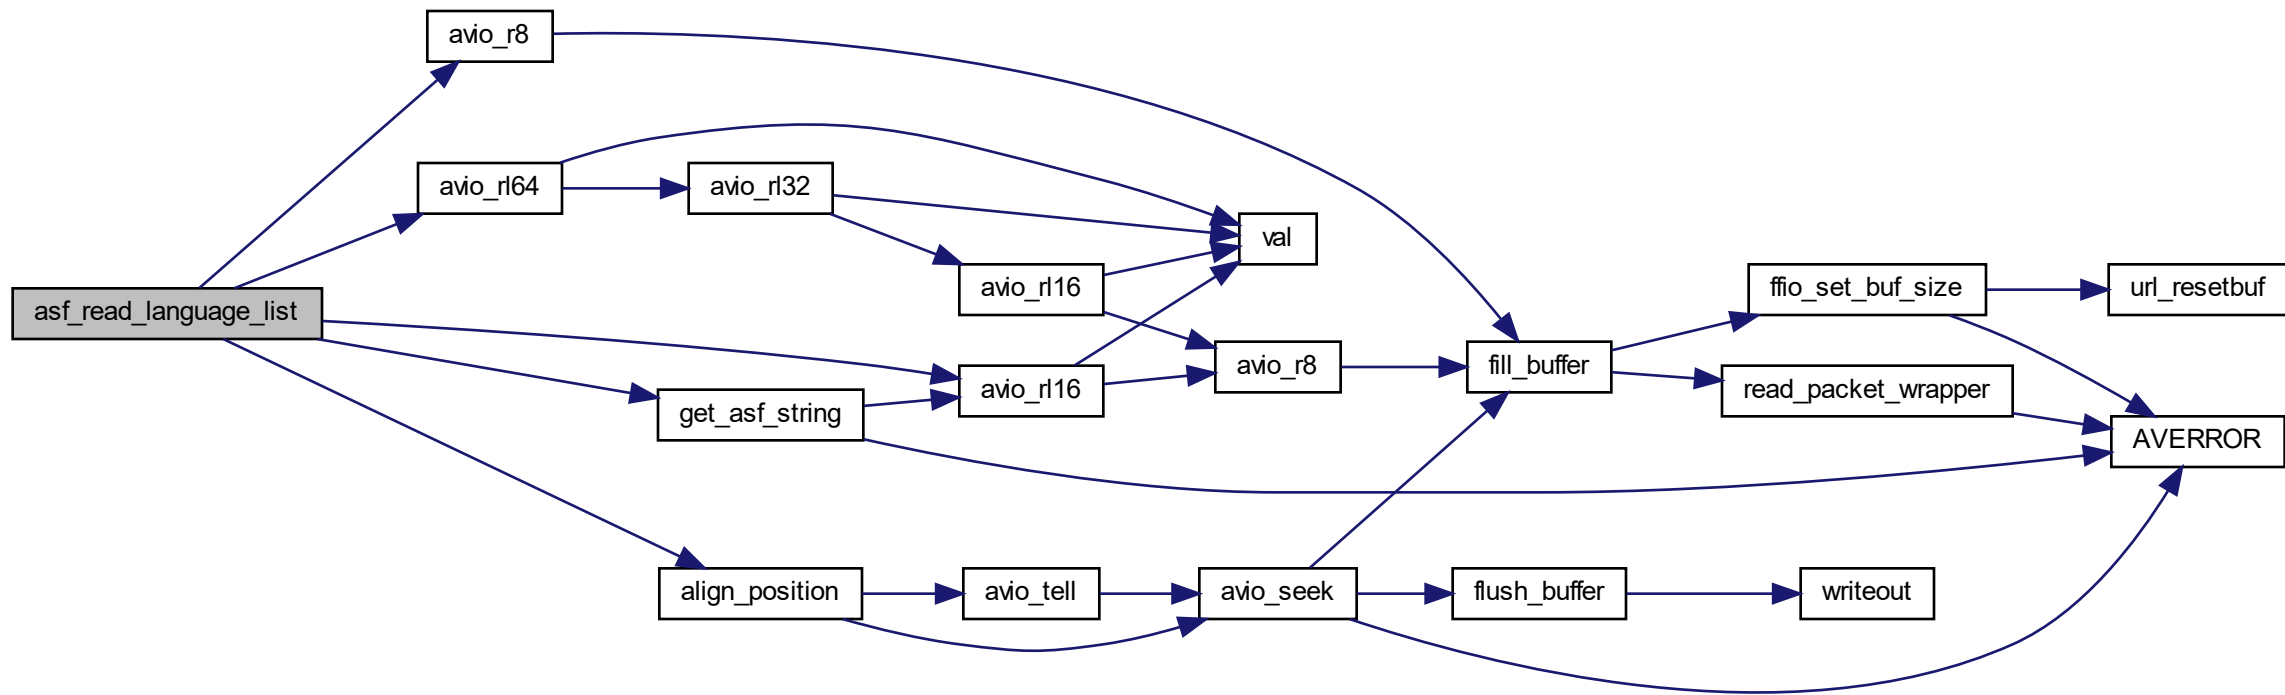 avio_r8
avio_rl64
avio_rl32
val
avio_rl16
ffio_set_buf_size
url_resetbuf
asf_read_language_list
avio_r8
fill_buffer
avio_rl16
read_packet_wrapper
get_asf_string
AVERROR
align_position
avio_tell
avio_seek
flush_buffer
writeout